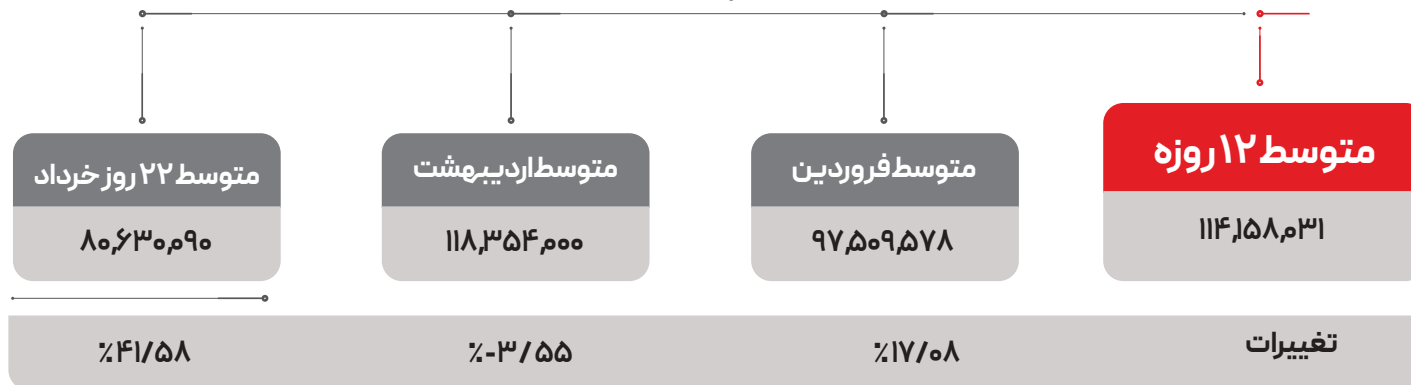 متوسط ۱۲ روزه
۱۱۴,۱۵۸,۰۳۱
متوسط فروردین
۹۷,۵۰۹,۵۷۸
متوسط اردیبهشت
۱۱۸,۳۵۴,۰۰۰
متوسط ۲۲ روز خرداد
۸۰,۶۳۰,۰۹۰
تغییرات
٪۱۷/۰۸
٪-۳/۵۵
٪۴۱/۵۸